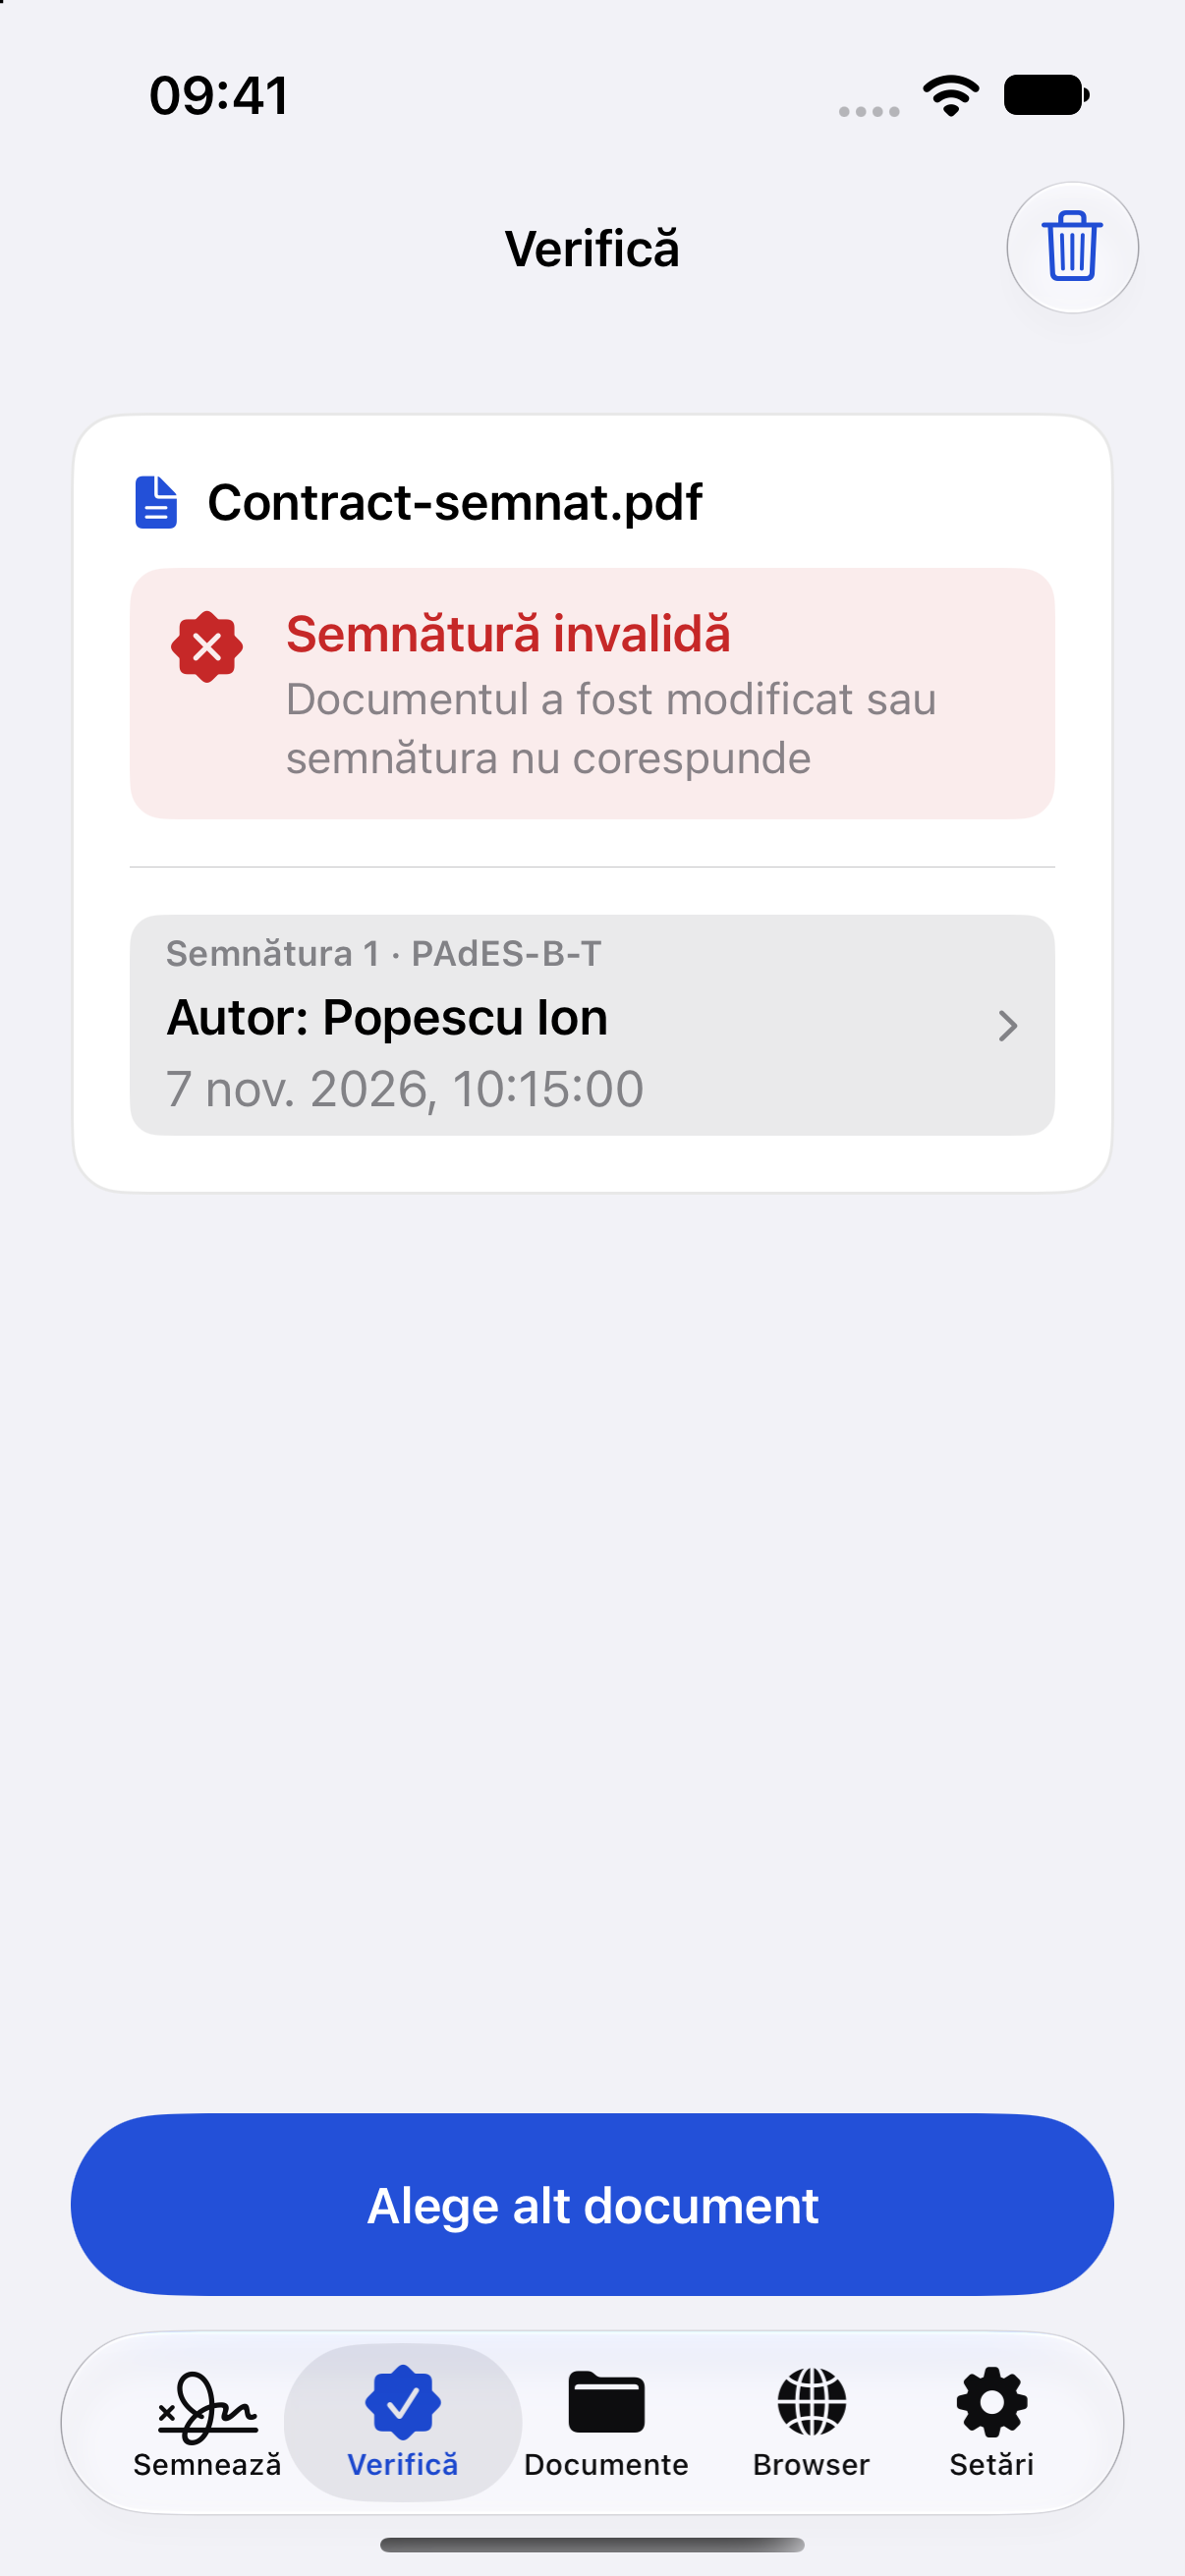 09:41
Verifică
Contract-semnat.pdf
Semnătură invalidă
Documentul a fost modificat sau
semnătura nu corespunde
Semnătura 1 · PAdES-B-T
Autor: Popescu Ion
7 nov. 2026, 10:15:00
Alege alt document
Semnează
Verifică
Documente
Browser
Setări